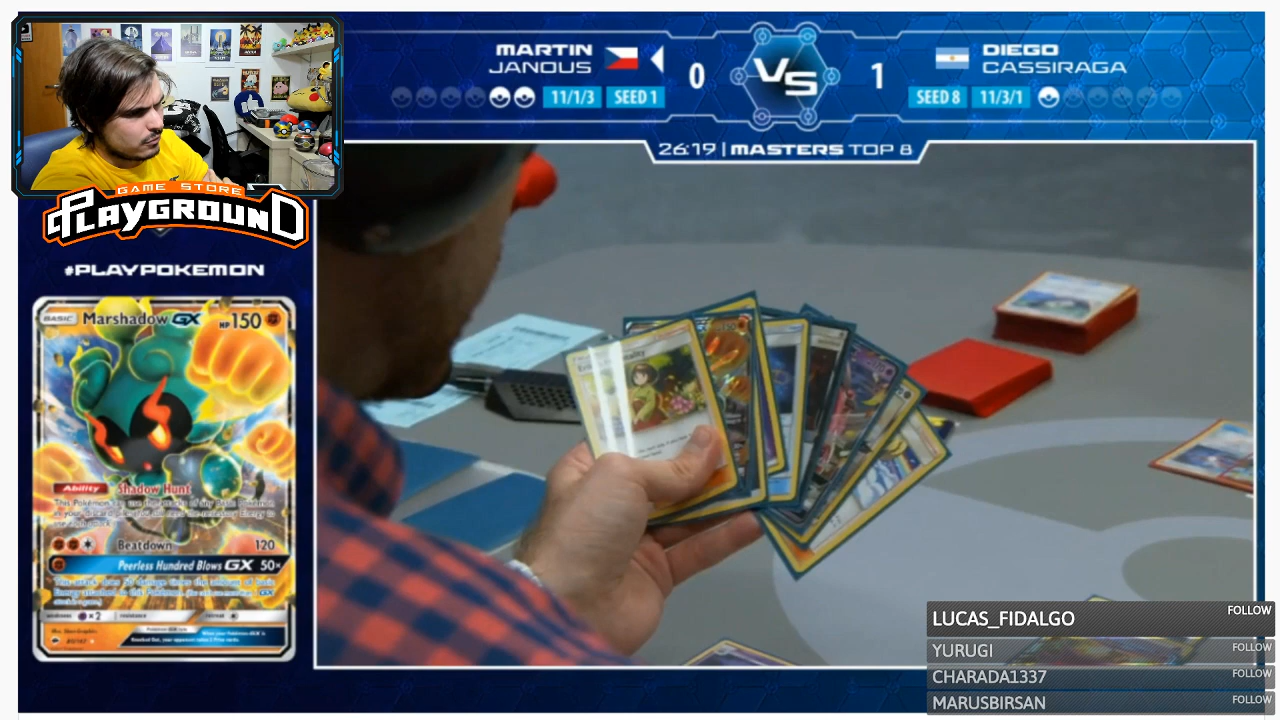 MARTIN
JANOUS
0
VS
1
DIEGO
CASSIRAGA
11/1/3
SEED 1
SEED 8
11/3/1
26:19 | MASTERS TOP 8
GAME STORE
PLAYGROUND
#PLAYPOKEMON
BASIC
Marshadow GX
HP 150
Ability
Shadow Hunt
Beatdown
120
Peerless Hundred Blows GX 50×
LUCAS_FIDALGO
FOLLOW
YURUGI
FOLLOW
CHARADA1337
FOLLOW
MARUSBIRSAN
FOLLOW